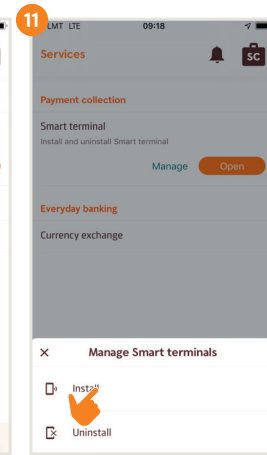 11
LMT LTE 09:18
Services SC
Payment collection
Smart terminal
Install and uninstall Smart terminal
Manage Open
Everyday banking
Currency exchange
× Manage Smart terminals
Install
Uninstall